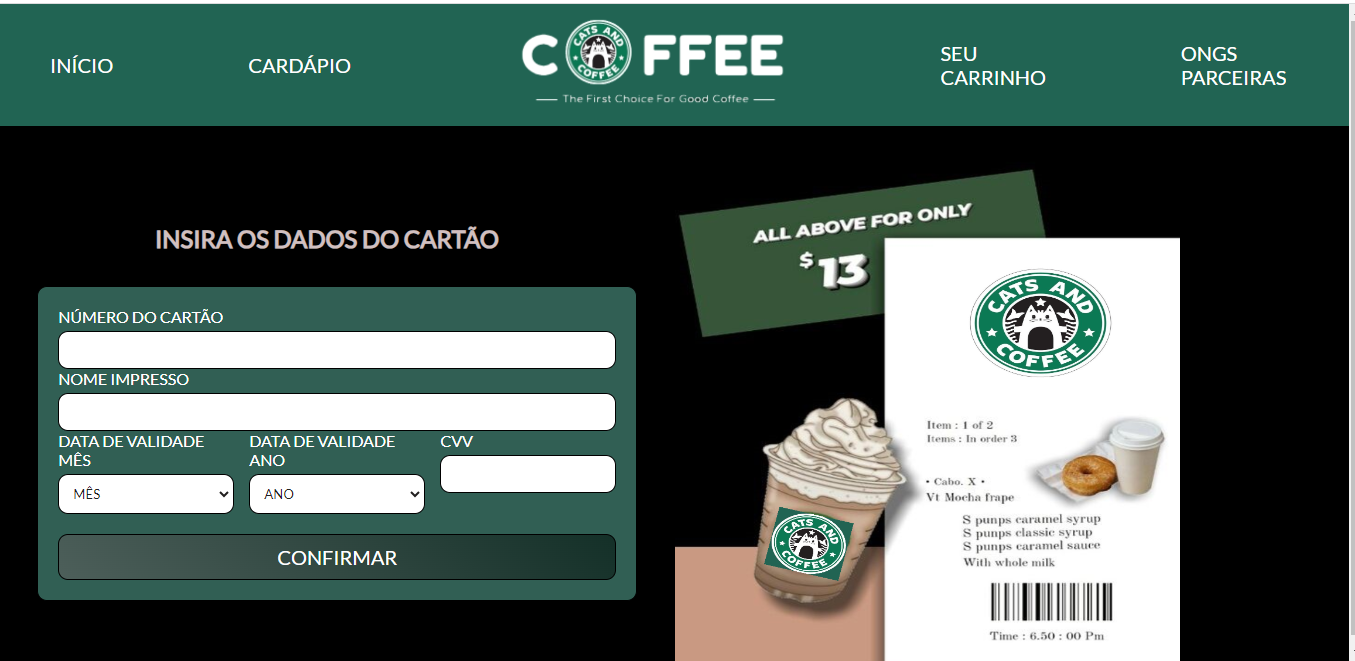 INÍCIO
CARDÁPIO
C FFEE
CATS AND
COFFEE
The First Choice For Good Coffee
SEU
CARRINHO
ONGS
PARCEIRAS
INSIRA OS DADOS DO CARTÃO
NÚMERO DO CARTÃO
NOME IMPRESSO
DATA DE VALIDADE
MÊS
DATA DE VALIDADE
ANO
CVV
MÊS
ANO
CONFIRMAR
ALL ABOVE FOR ONLY
$ 13
CATS AND
COFFEE
Item : 1 of 2
Items : In order 3
• Cabo. X •
Vt Mocha frape
S punps caramel syrup
S punps classic syrup
S punps caramel sauce
With whole milk
Time : 6.50 : 00 Pm
CATS AND
COFFEE